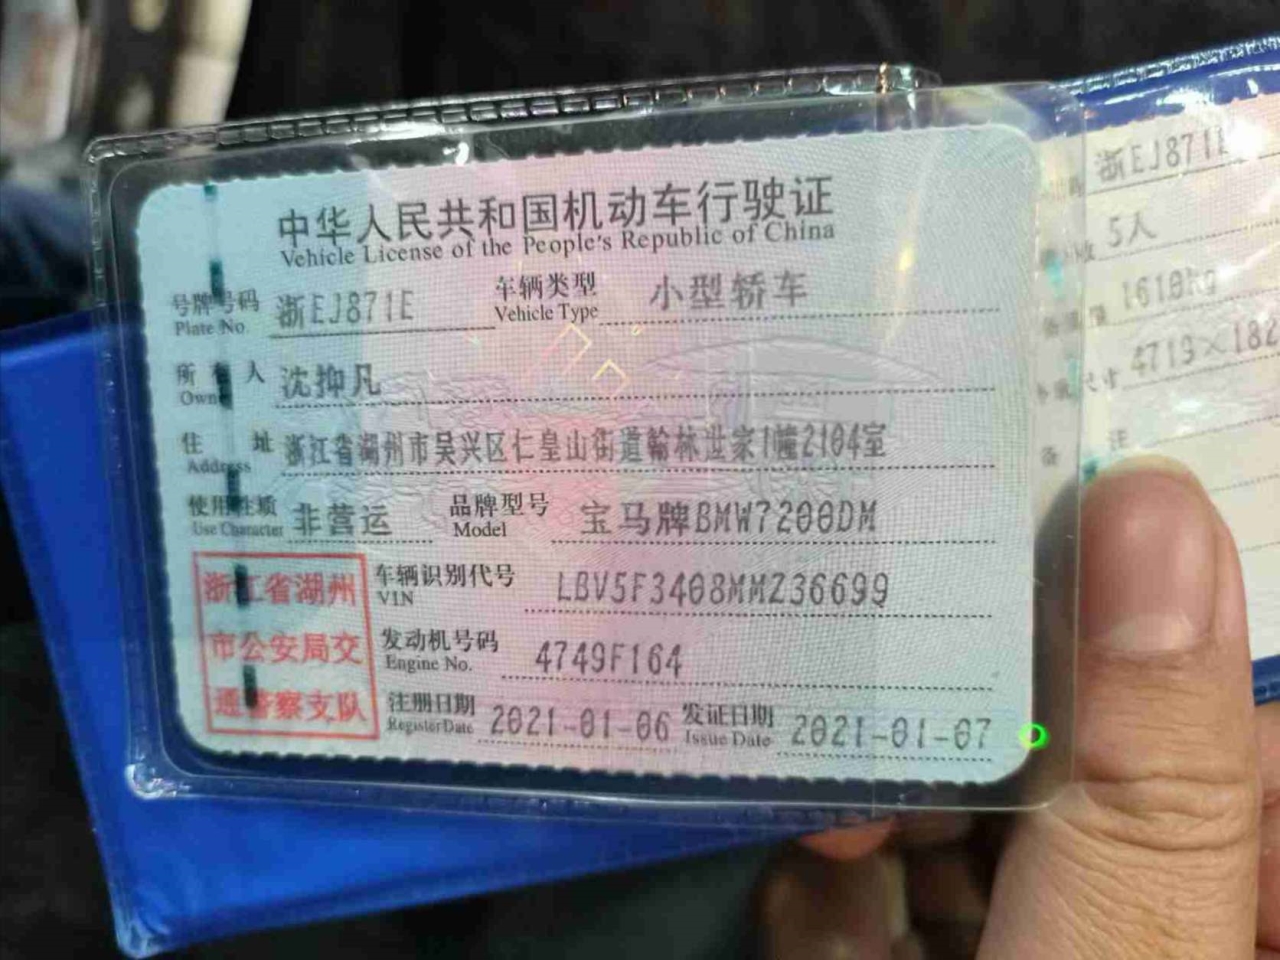 中华人民共和国机动车行驶证
Vehicle License of the People's Republic of China
号牌号码 浙EJ871E 车辆类型 小型轿车
Plate No. Vehicle Type
所有人 沈抑凡
Owner
住址 浙江省湖州市吴兴区仁皇山街道翰林世家1幢2104室
Address
使用性质 非营运 品牌型号 宝马牌BMW7200DM
Use Character Model
浙江省湖州
市公安局交
通警察支队
车辆识别代号 LBV5F3408MMZ36699
VIN
发动机号码 4749F164
Engine No.
注册日期 2021-01-06 发证日期 2021-01-07
Register Date Issue Date
浙EJ871E
5人
1610kg
4719×182
注